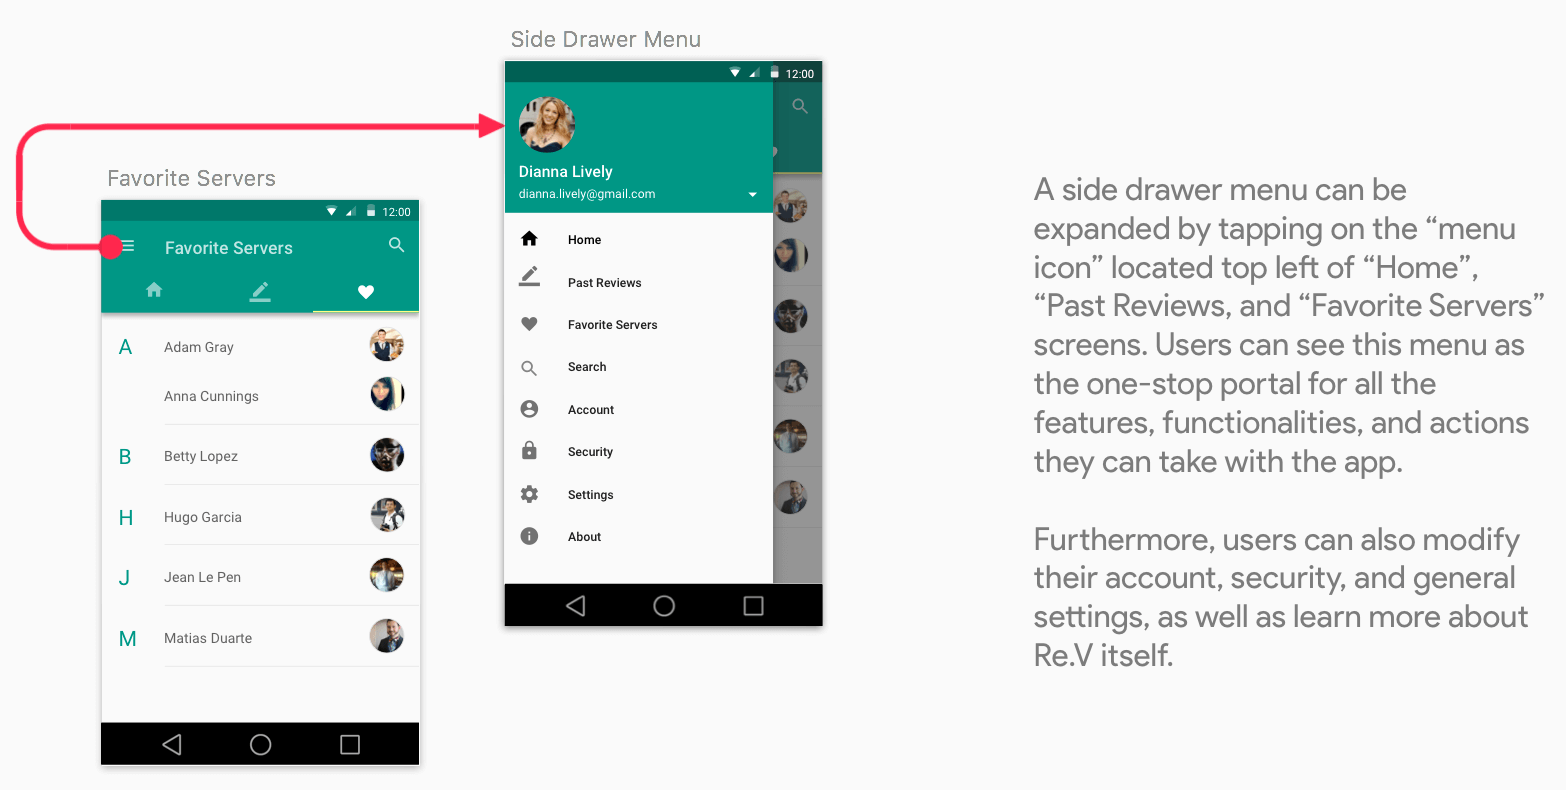 Side Drawer Menu
12:00
Dianna Lively
dianna.lively@gmail.com
Home
Past Reviews
Favorite Servers
Search
Account
Security
Settings
About
Favorite Servers
12:00
Favorite Servers
A
Adam Gray
Anna Cunnings
B
Betty Lopez
H
Hugo Garcia
J
Jean Le Pen
M
Matias Duarte
A side drawer menu can be
expanded by tapping on the “menu
icon” located top left of “Home”,
“Past Reviews, and “Favorite Servers”
screens. Users can see this menu as
the one-stop portal for all the
features, functionalities, and actions
they can take with the app.
Furthermore, users can also modify
their account, security, and general
settings, as well as learn more about
Re.V itself.